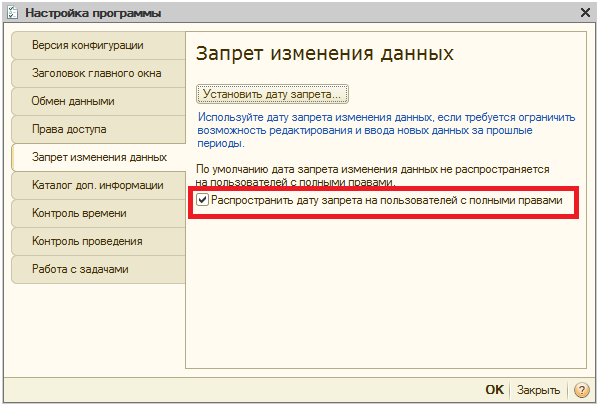 Настройка программы
Версия конфигурации
Заголовок главного окна
Обмен данными
Права доступа
Запрет изменения данных
Каталог доп. информации
Контроль времени
Контроль проведения
Работа с задачами
Запрет изменения данных
Установить дату запрета...
Используйте дату запрета изменения данных, если требуется ограничить
возможность редактирования и ввода новых данных за прошлые
периоды.
По умолчанию дата запрета изменения данных не распространяется
на пользователей с полными правами.
Распространить дату запрета на пользователей с полными правами
OK
Закрыть
?